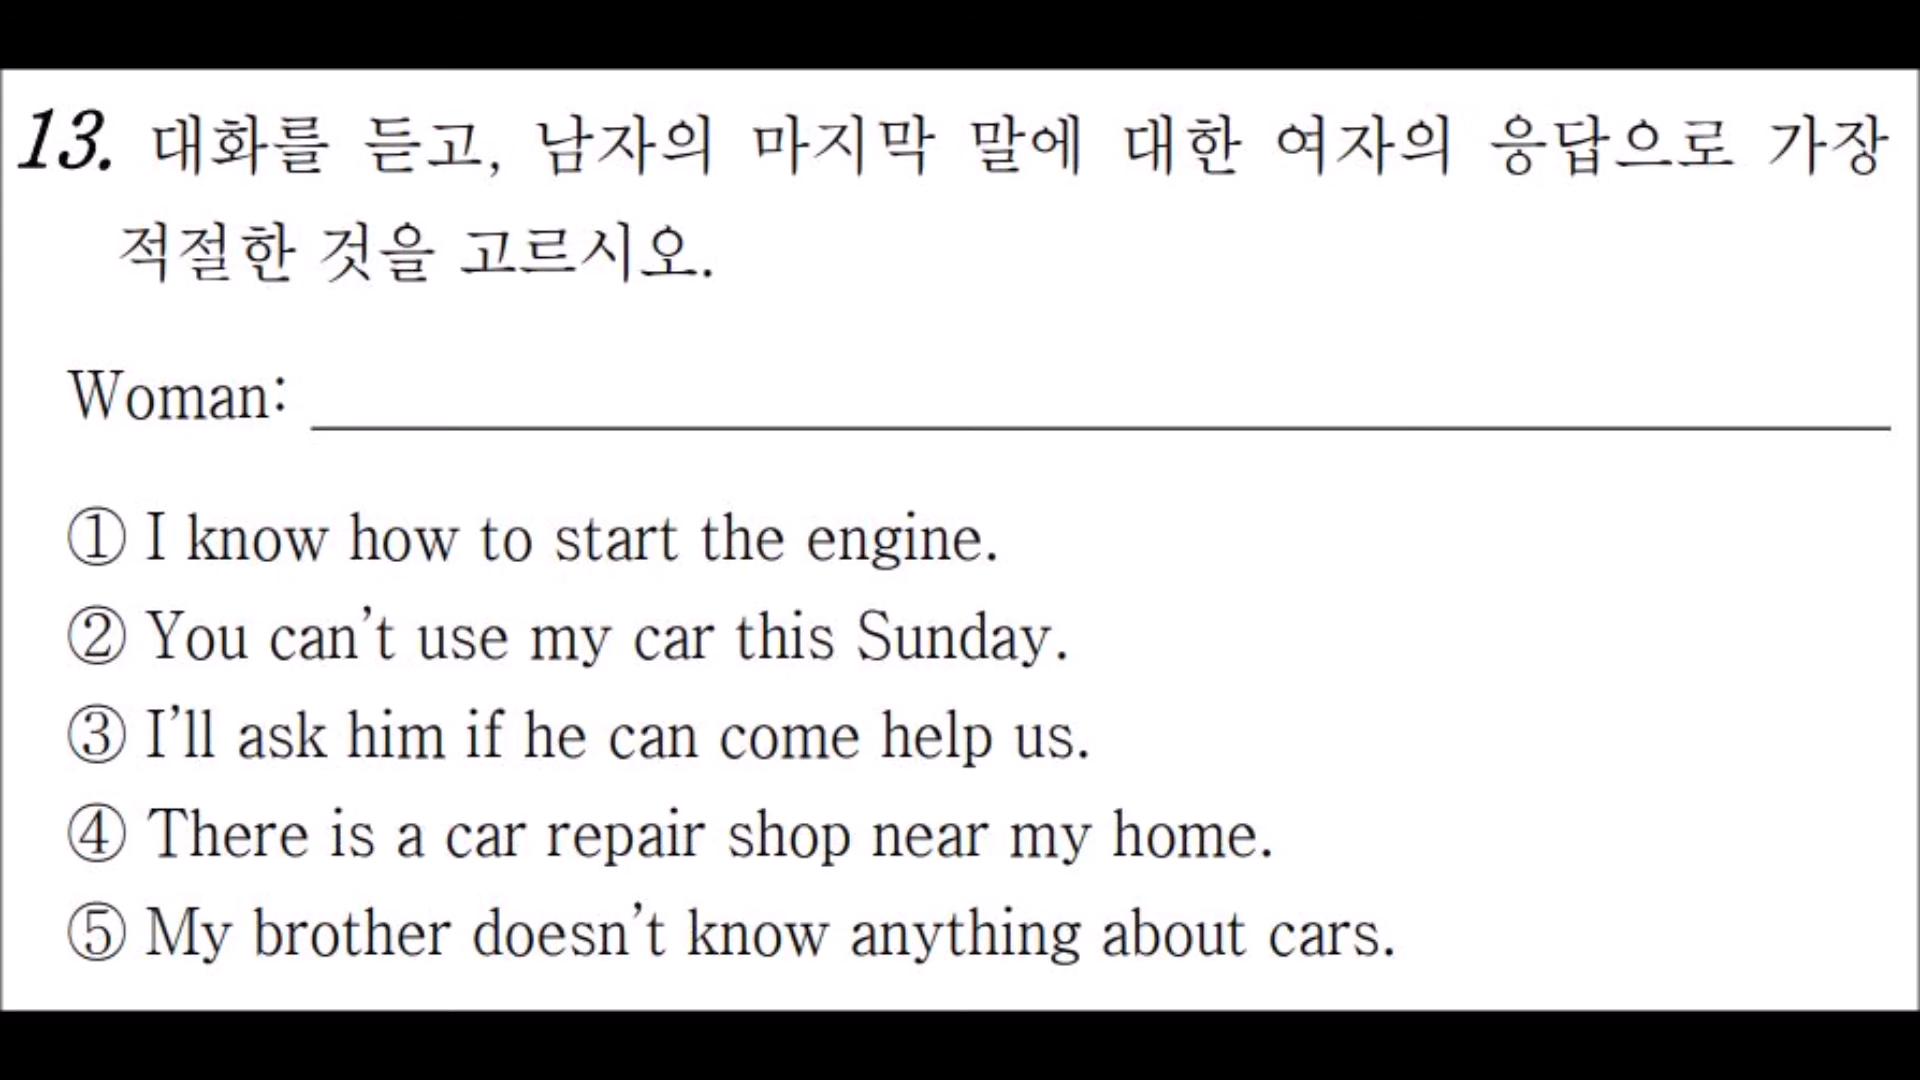 13. 대화를 듣고, 남자의 마지막 말에 대한 여자의 응답으로 가장
적절한 것을 고르시오.
Woman:
① I know how to start the engine.
② You can't use my car this Sunday.
③ I'll ask him if he can come help us.
④ There is a car repair shop near my home.
⑤ My brother doesn't know anything about cars.